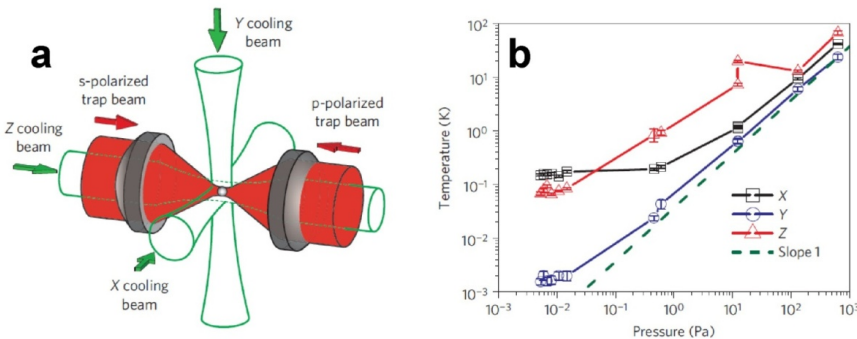 a
Y cooling
beam
s-polarized
trap beam
p-polarized
trap beam
Z cooling
beam
X cooling
beam
b
Temperature (K)
10²
10¹
10⁰
10⁻¹
10⁻²
10⁻³
X
Y
Z
Slope 1
10⁻³
10⁻²
10⁻¹
10⁰
10¹
10²
10³
Pressure (Pa)